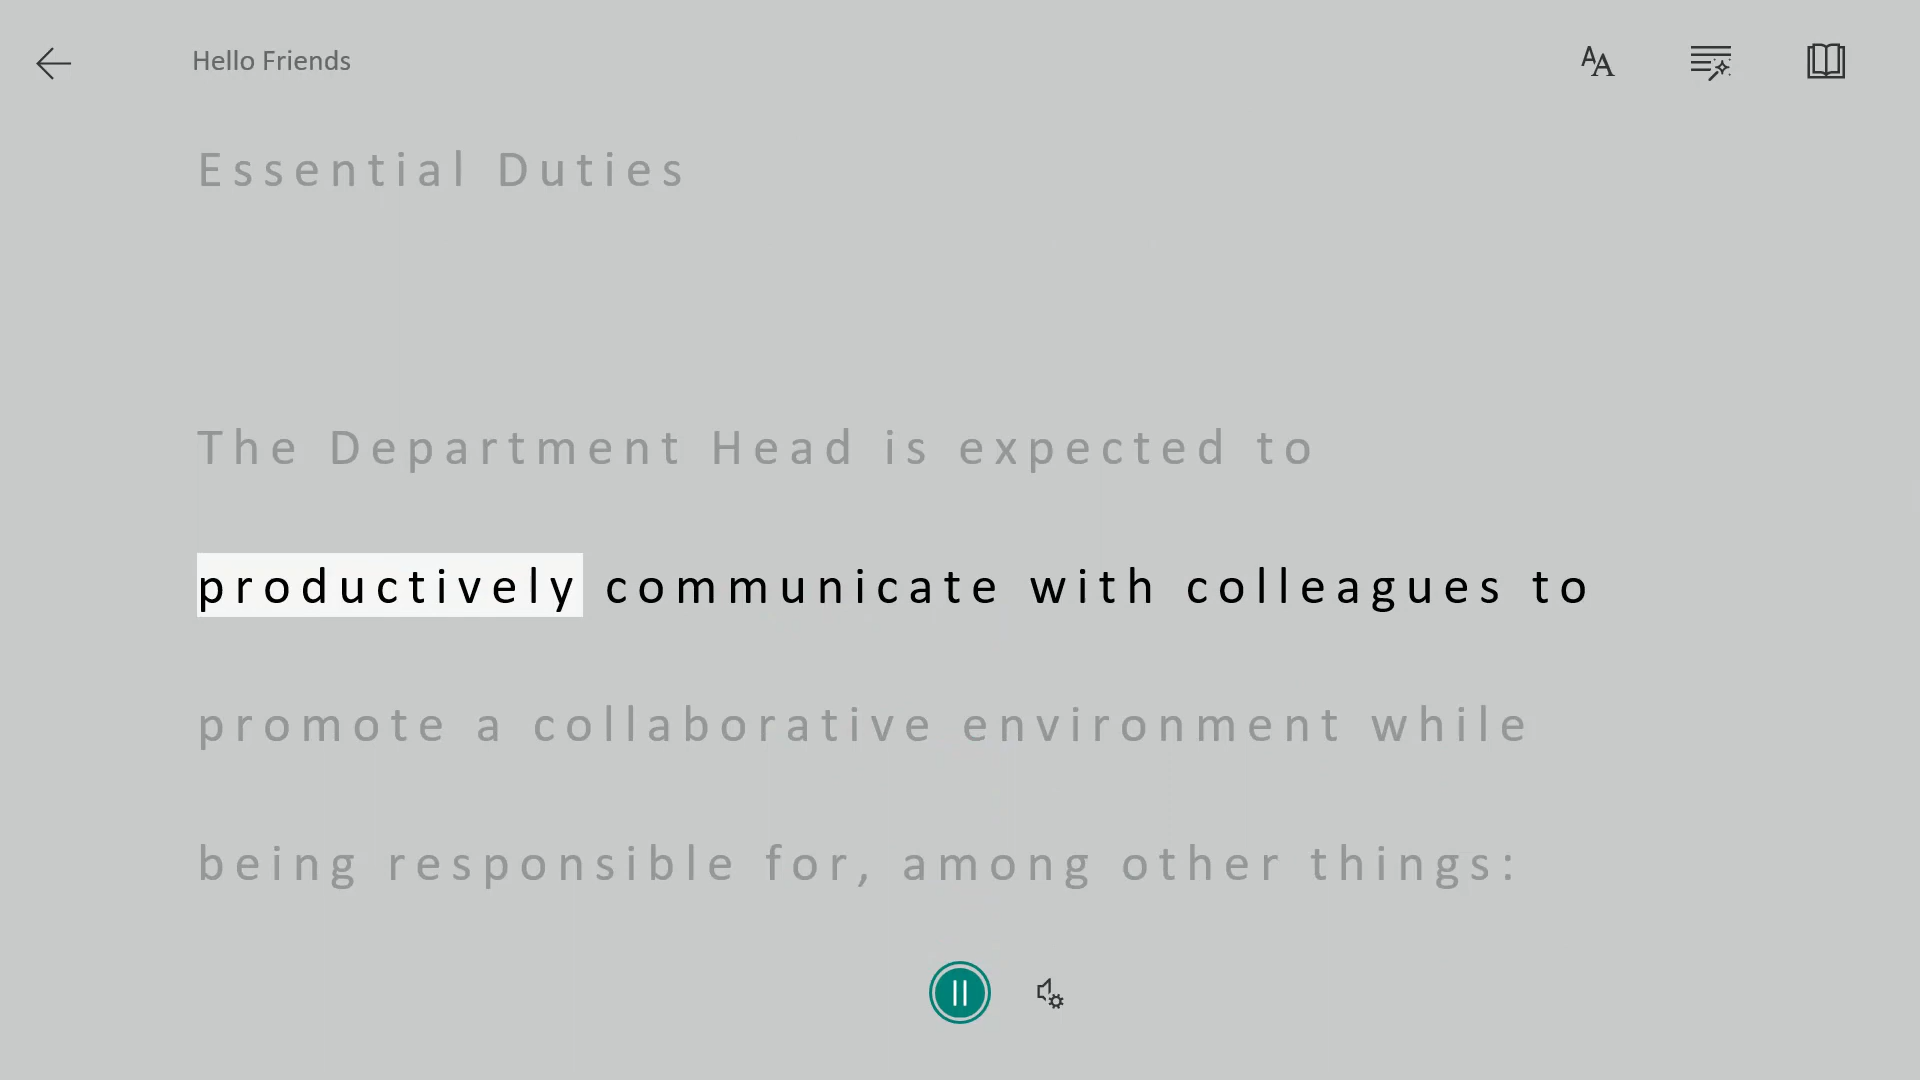 Hello Friends
Essential Duties
The Department Head is expected to
productively communicate with colleagues to
promote a collaborative environment while
being responsible for, among other things: